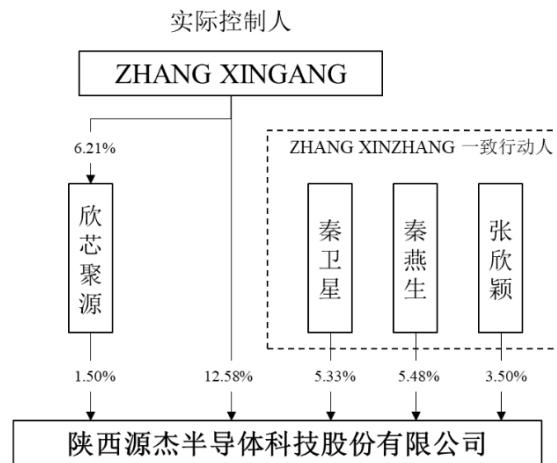 实际控制人
ZHANG XINGANG
6.21%
ZHANG XINZHANG 一致行动人
欣芯聚源
秦卫星
秦燕生
张欣颖
1.50%
12.58%
5.33%
5.48%
3.50%
陕西源杰半导体科技股份有限公司